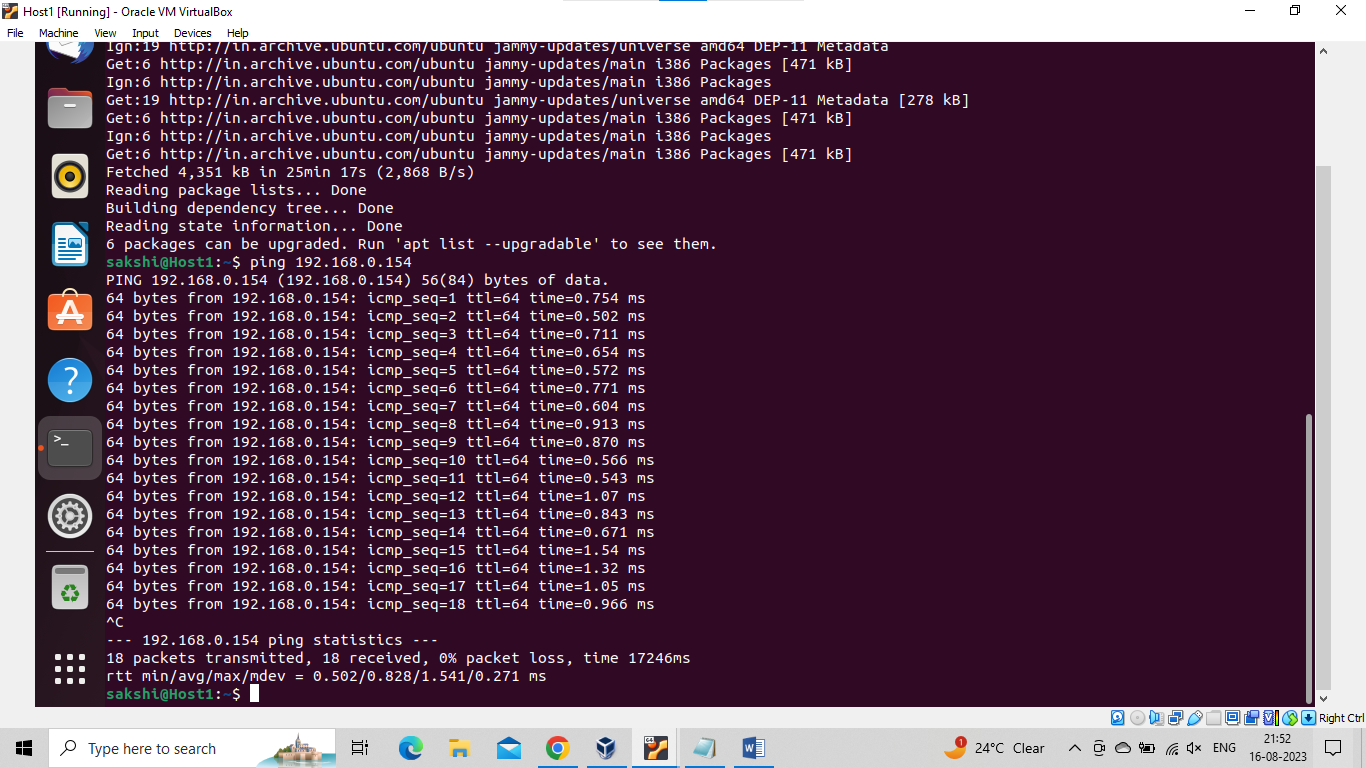 Host1 [Running] - Oracle VM VirtualBox
File Machine View Input Devices Help
Ign:19 http://in.archive.ubuntu.com/ubuntu jammy-updates/universe amd64 DEP-11 Metadata
Get:6 http://in.archive.ubuntu.com/ubuntu jammy-updates/main i386 Packages [471 kB]
Ign:6 http://in.archive.ubuntu.com/ubuntu jammy-updates/main i386 Packages
Get:19 http://in.archive.ubuntu.com/ubuntu jammy-updates/universe amd64 DEP-11 Metadata [278 kB]
Get:6 http://in.archive.ubuntu.com/ubuntu jammy-updates/main i386 Packages [471 kB]
Ign:6 http://in.archive.ubuntu.com/ubuntu jammy-updates/main i386 Packages
Get:6 http://in.archive.ubuntu.com/ubuntu jammy-updates/main i386 Packages [471 kB]
Fetched 4,351 kB in 25min 17s (2,868 B/s)
Reading package lists... Done
Building dependency tree... Done
Reading state information... Done
6 packages can be upgraded. Run 'apt list --upgradable' to see them.
sakshi@Host1:~$ ping 192.168.0.154
PING 192.168.0.154 (192.168.0.154) 56(84) bytes of data.
64 bytes from 192.168.0.154: icmp_seq=1 ttl=64 time=0.754 ms
64 bytes from 192.168.0.154: icmp_seq=2 ttl=64 time=0.502 ms
64 bytes from 192.168.0.154: icmp_seq=3 ttl=64 time=0.711 ms
64 bytes from 192.168.0.154: icmp_seq=4 ttl=64 time=0.654 ms
64 bytes from 192.168.0.154: icmp_seq=5 ttl=64 time=0.572 ms
64 bytes from 192.168.0.154: icmp_seq=6 ttl=64 time=0.771 ms
64 bytes from 192.168.0.154: icmp_seq=7 ttl=64 time=0.604 ms
64 bytes from 192.168.0.154: icmp_seq=8 ttl=64 time=0.913 ms
64 bytes from 192.168.0.154: icmp_seq=9 ttl=64 time=0.870 ms
64 bytes from 192.168.0.154: icmp_seq=10 ttl=64 time=0.566 ms
64 bytes from 192.168.0.154: icmp_seq=11 ttl=64 time=0.543 ms
64 bytes from 192.168.0.154: icmp_seq=12 ttl=64 time=1.07 ms
64 bytes from 192.168.0.154: icmp_seq=13 ttl=64 time=0.843 ms
64 bytes from 192.168.0.154: icmp_seq=14 ttl=64 time=0.671 ms
64 bytes from 192.168.0.154: icmp_seq=15 ttl=64 time=1.54 ms
64 bytes from 192.168.0.154: icmp_seq=16 ttl=64 time=1.32 ms
64 bytes from 192.168.0.154: icmp_seq=17 ttl=64 time=1.05 ms
64 bytes from 192.168.0.154: icmp_seq=18 ttl=64 time=0.966 ms
^C
--- 192.168.0.154 ping statistics ---
18 packets transmitted, 18 received, 0% packet loss, time 17246ms
rtt min/avg/max/mdev = 0.502/0.828/1.541/0.271 ms
sakshi@Host1:~$
Right Ctrl
Type here to search
1
24°C Clear
ENG
21:52
16-08-2023